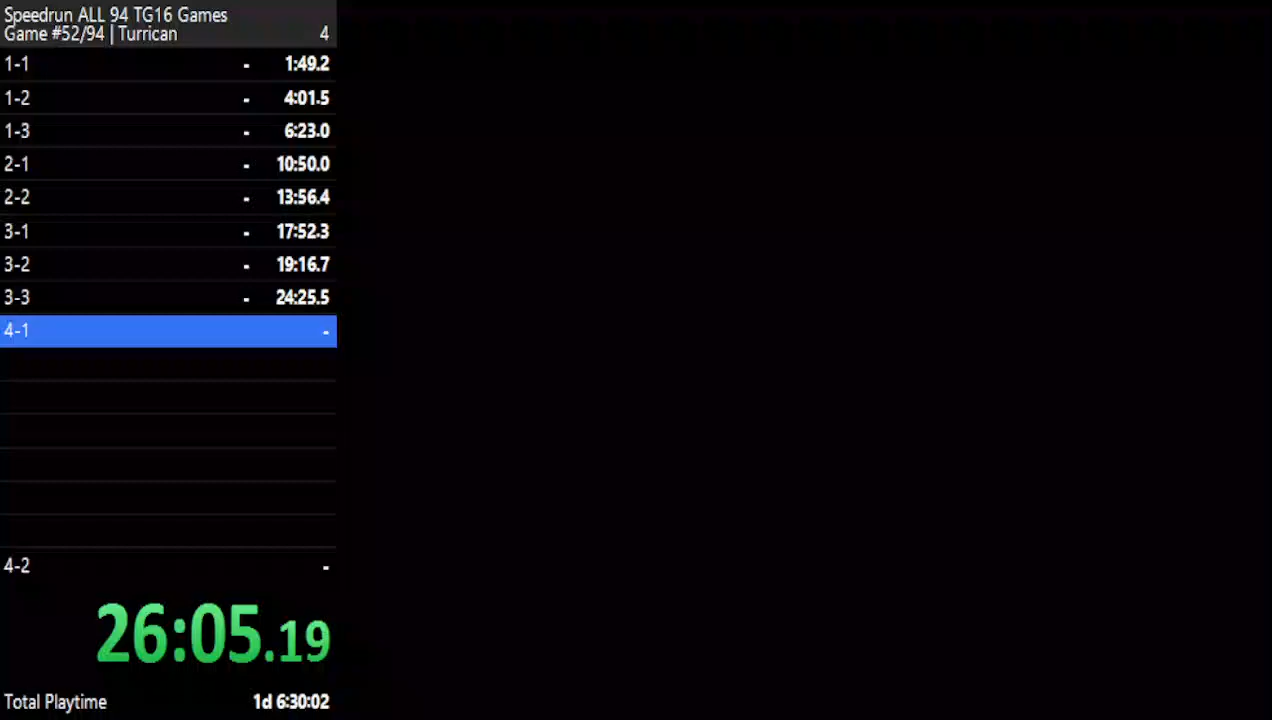 Speedrun ALL 94 TG16 Games
Game #52/94 | Turrican 4
1-1 - 1:49.2
1-2 - 4:01.5
1-3 - 6:23.0
2-1 - 10:50.0
2-2 - 13:56.4
3-1 - 17:52.3
3-2 - 19:16.7
3-3 - 24:25.5
4-1 -
4-2 -
26:05.19
Total Playtime 1d 6:30:02